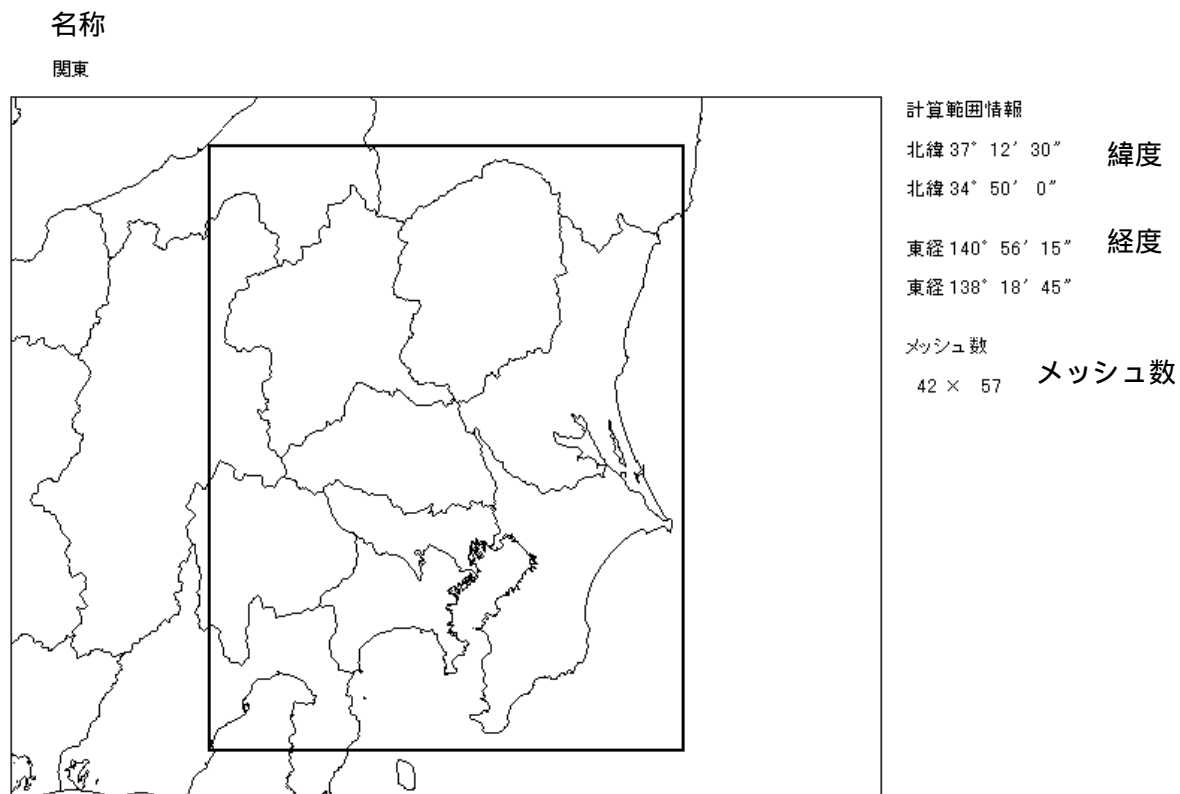 名称
関東
計算範囲情報
北緯 37° 12′ 30″ 緯度
北緯 34° 50′ 0″
東経 140° 56′ 15″ 経度
東経 138° 18′ 45″
メッシュ数
42 × 57 メッシュ数